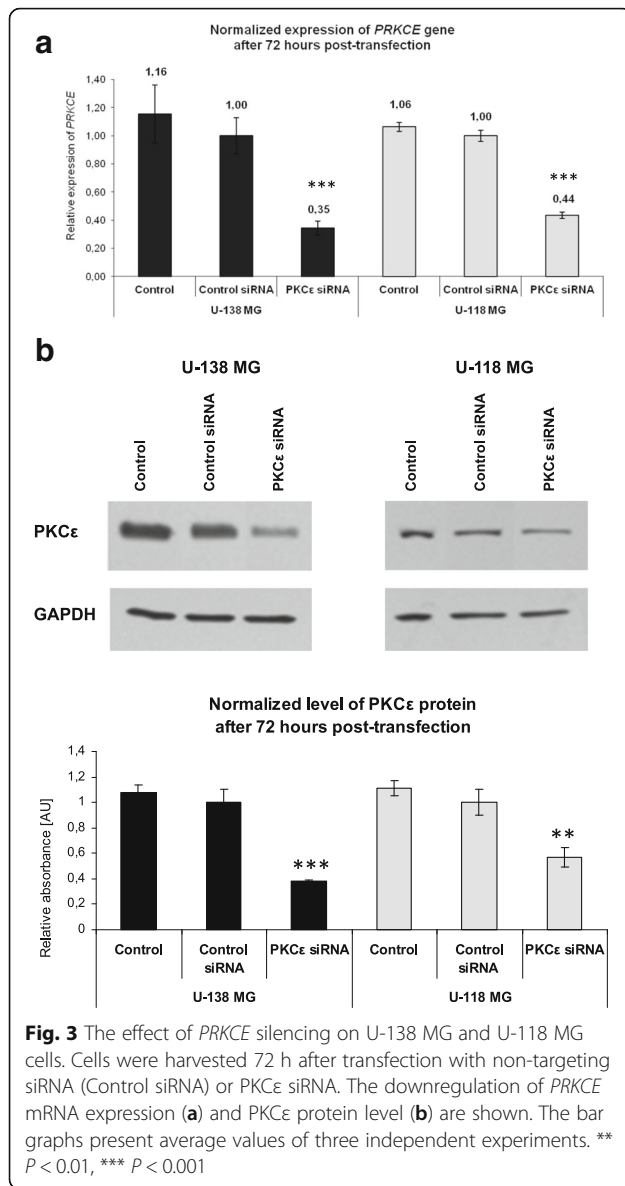 a
Normalized expression of PRKCE gene
after 72 hours post-transfection
Relative expression of PRKCE
1,40
1,20
1,00
0,80
0,60
0,40
0,20
0,00
1,16
1,00
***
0,35
1,06
1,00
***
0,44
Control Control siRNA PKCε siRNA Control Control siRNA PKCε siRNA
U-138 MG U-118 MG
b
U-138 MG U-118 MG
Control Control siRNA PKCε siRNA Control Control siRNA PKCε siRNA
PKCε
GAPDH
Normalized level of PKCε protein
after 72 hours post-transfection
Relative absorbance [AU]
1,4
1,2
1
0,8
0,6
0,4
0,2
0
***
**
Control Control siRNA PKCε siRNA Control Control siRNA PKCε siRNA
U-138 MG U-118 MG
Fig. 3 The effect of PRKCE silencing on U-138 MG and U-118 MG
cells. Cells were harvested 72 h after transfection with non-targeting
siRNA (Control siRNA) or PKCε siRNA. The downregulation of PRKCE
mRNA expression (a) and PKCε protein level (b) are shown. The bar
graphs present average values of three independent experiments. **
P < 0.01, *** P < 0.001